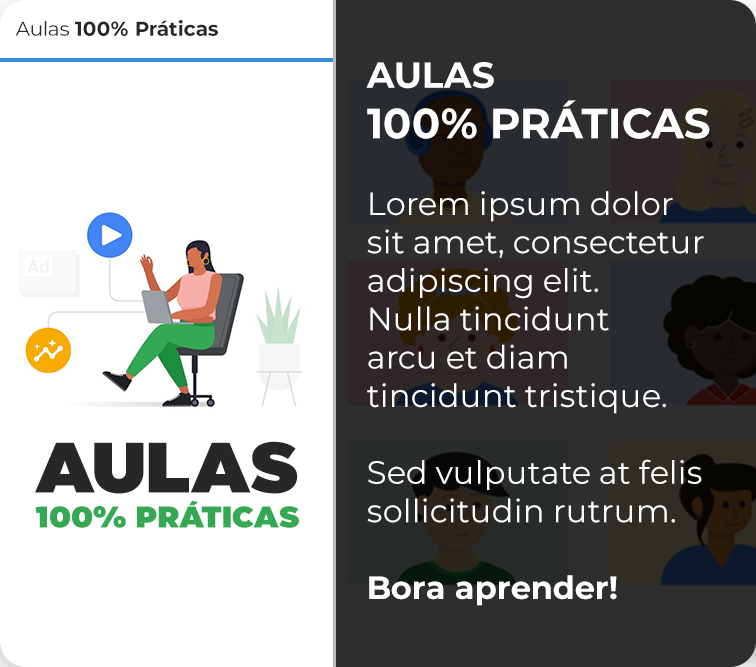 Aulas 100% Práticas
Ad
AULAS
100% PRÁTICAS
AULAS
100% PRÁTICAS
Lorem ipsum dolor
sit amet, consectetur
adipiscing elit.
Nulla tincidunt
arcu et diam
tincidunt tristique.
Sed vulputate at felis
sollicitudin rutrum.
Bora aprender!